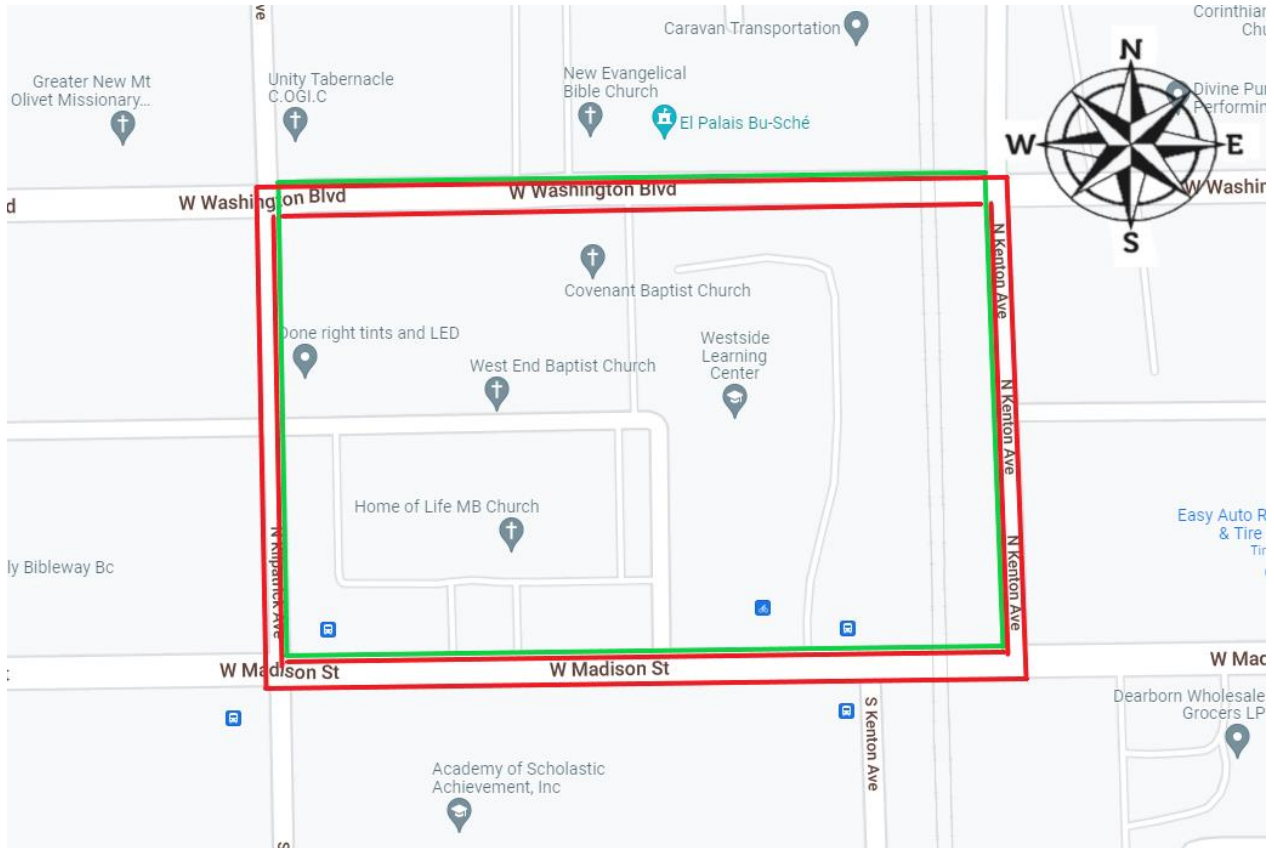 ve
Caravan Transportation
Corinthian
Chu
N
Greater New Mt
Olivet Missionary...
Unity Tabernacle
C.OGI.C
New Evangelical
Bible Church
El Palais Bu-Sché
Divine Pur
Performin
W
E
W Washington Blvd
W Washington Blvd
W Washin
d
S
N Kenton Ave
Covenant Baptist Church
Done right tints and LED
Westside
Learning
Center
West End Baptist Church
N Kenton Ave
Home of Life MB Church
Easy Auto R
& Tire
Tir
N Kilpatrick Ave
N Kenton Ave
ly Bibleway Bc
W Madison St
W Madison St
W Mad
Dearborn Wholesale
Grocers LP
S Kenton Ave
Academy of Scholastic
Achievement, Inc
S